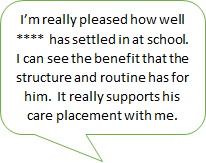 I'm really pleased how well
**** has settled in at school.
I can see the benefit that the
structure and routine has for
him. It really supports his
care placement with me.